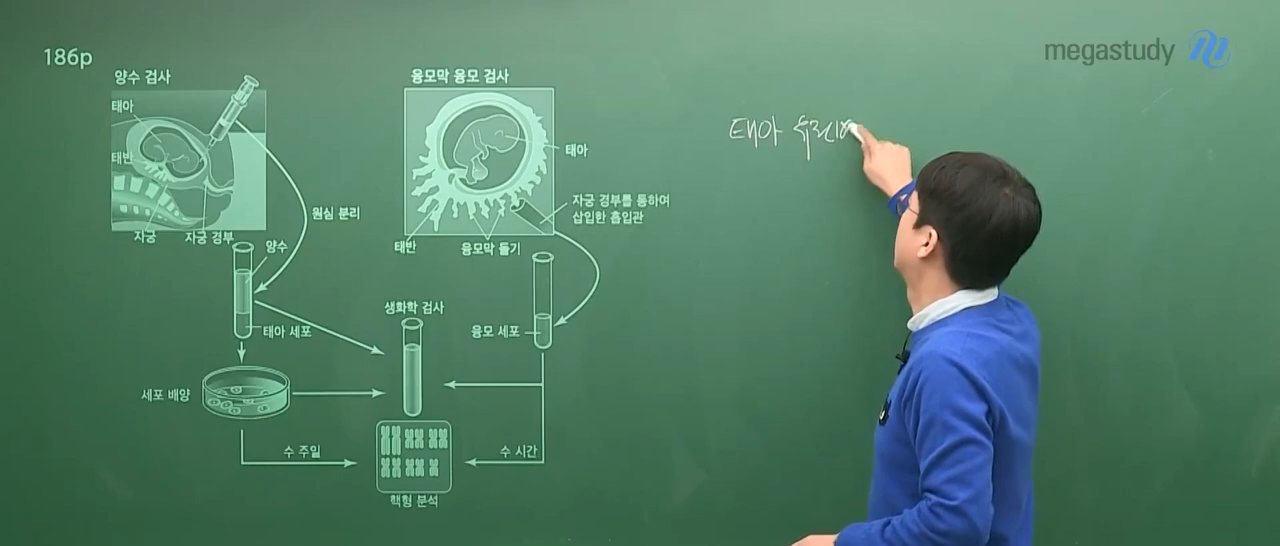 186p
megastudy
양수 검사
태아
태반
자궁
자궁 경부
원심 분리
양수
태아 세포
세포 배양
수 주일
융모막 융모 검사
태아
자궁 경부를 통하여
삽입한 흡입관
태반
융모막 돌기
생화학 검사
융모 세포
수 시간
핵형 분석
태아